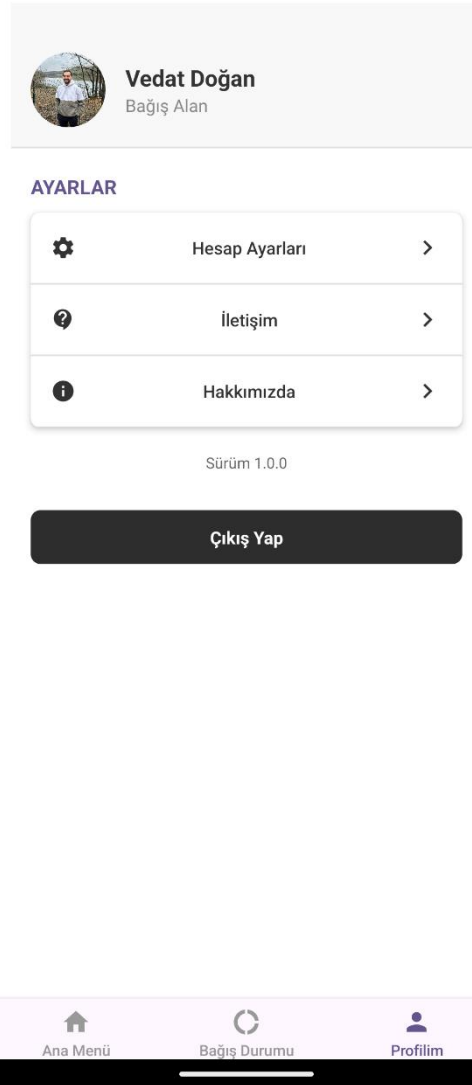 Vedat Doğan
Bağış Alan
AYARLAR
Hesap Ayarları
İletişim
Hakkımızda
Sürüm 1.0.0
Çıkış Yap
Ana Menü
Bağış Durumu
Profilim